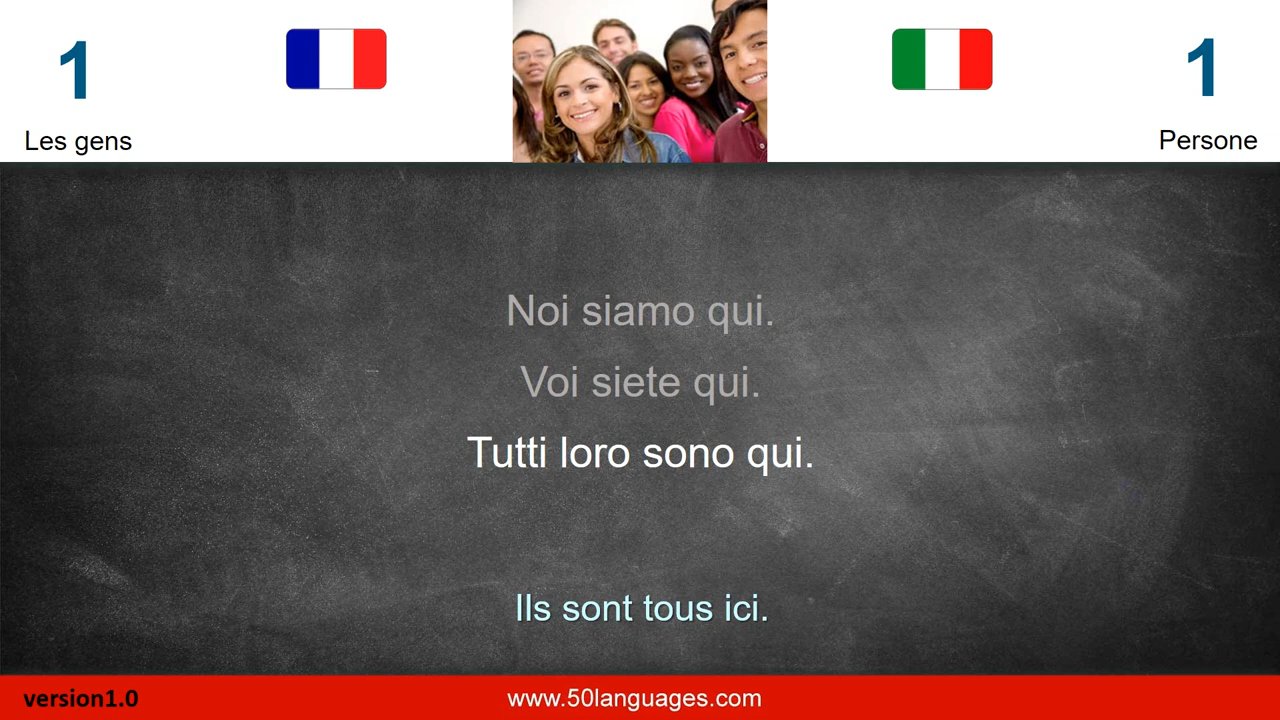 1
1
Les gens
Persone
Noi siamo qui.
Voi siete qui.
Tutti loro sono qui.
Ils sont tous ici.
version1.0
www.50languages.com